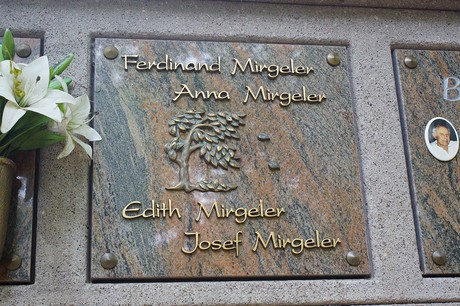 Ferdinand Mirgeler
Anna Mirgeler
Edith Mirgeler
Josef Mirgeler
B